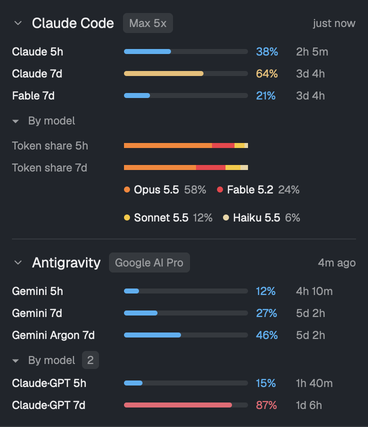 Claude Code Max 5x just now
Claude 5h 38% 2h 5m
Claude 7d 64% 3d 4h
Fable 7d 21% 3d 4h
By model
Token share 5h
Token share 7d
Opus 5.5 58% Fable 5.2 24%
Sonnet 5.5 12% Haiku 5.5 6%
Antigravity Google AI Pro 4m ago
Gemini 5h 12% 4h 10m
Gemini 7d 27% 5d 2h
Gemini Argon 7d 46% 5d 2h
By model 2
Claude·GPT 5h 15% 1h 40m
Claude·GPT 7d 87% 1d 6h